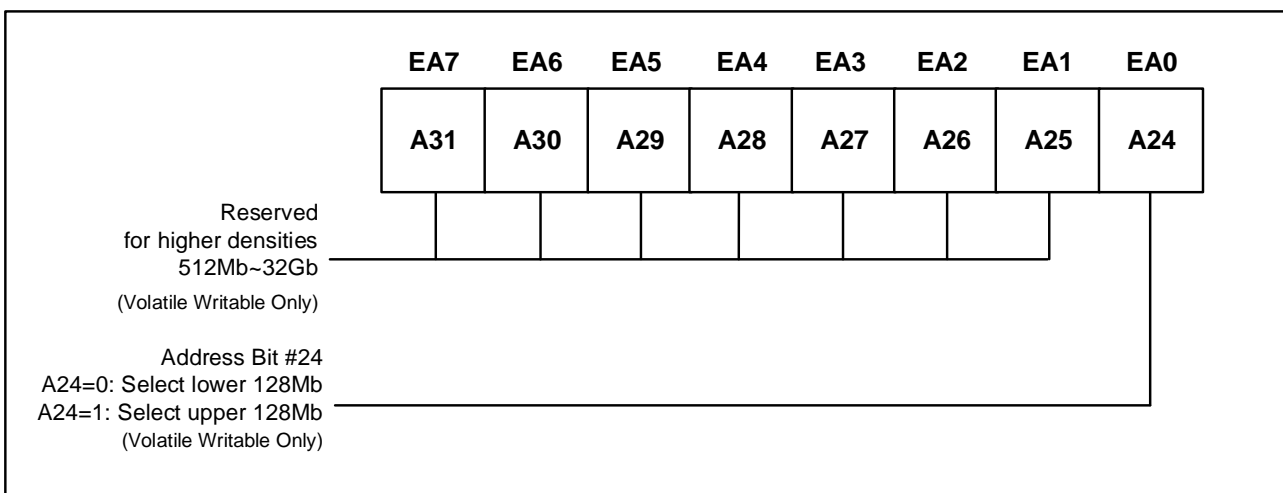 EA7 EA6 EA5 EA4 EA3 EA2 EA1 EA0
A31 A30 A29 A28 A27 A26 A25 A24
Reserved
for higher densities
512Mb~32Gb
(Volatile Writable Only)
Address Bit #24
A24=0: Select lower 128Mb
A24=1: Select upper 128Mb
(Volatile Writable Only)